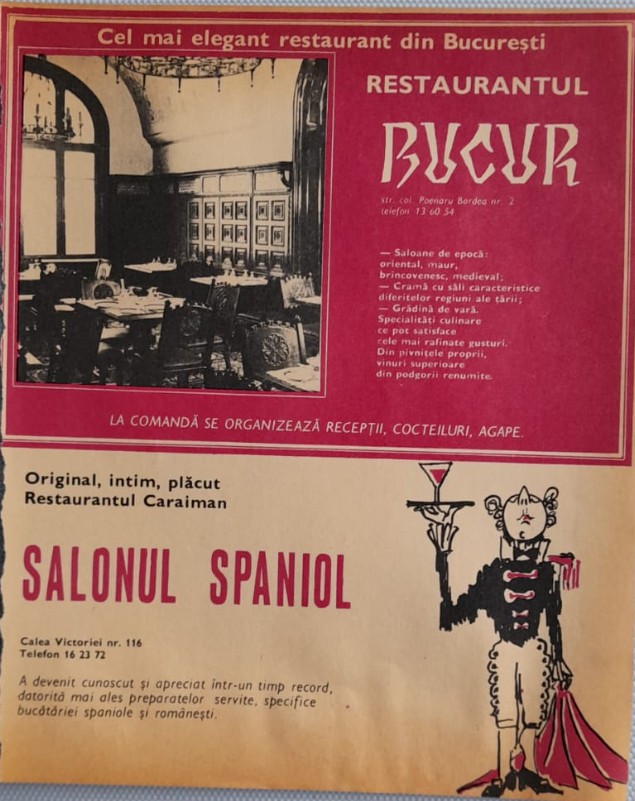 Cel mai elegant restaurant din București
RESTAURANTUL
BUCUR
str. col. Poenaru Bordea nr. 2
telefon 13 60 54
— Saloane de epocă:
oriental, maur,
brîncovenesc, medieval;
— Cramă cu săli caracteristice
diferitelor regiuni ale țării;
— Grădină de vară.
Specialități culinare
ce pot satisface
cele mai rafinate gusturi.
Din pivnițele proprii,
vinuri superioare
din podgorii renumite.
LA COMANDĂ SE ORGANIZEAZĂ RECEPȚII, COCTEILURI, AGAPE.
Original, intim, plăcut
Restaurantul Caraiman
SALONUL SPANIOL
Calea Victoriei nr. 116
Telefon 16 23 72
A devenit cunoscut și apreciat într-un timp record,
datorită mai ales preparatelor servite, specifice
bucătăriei spaniole și românești.